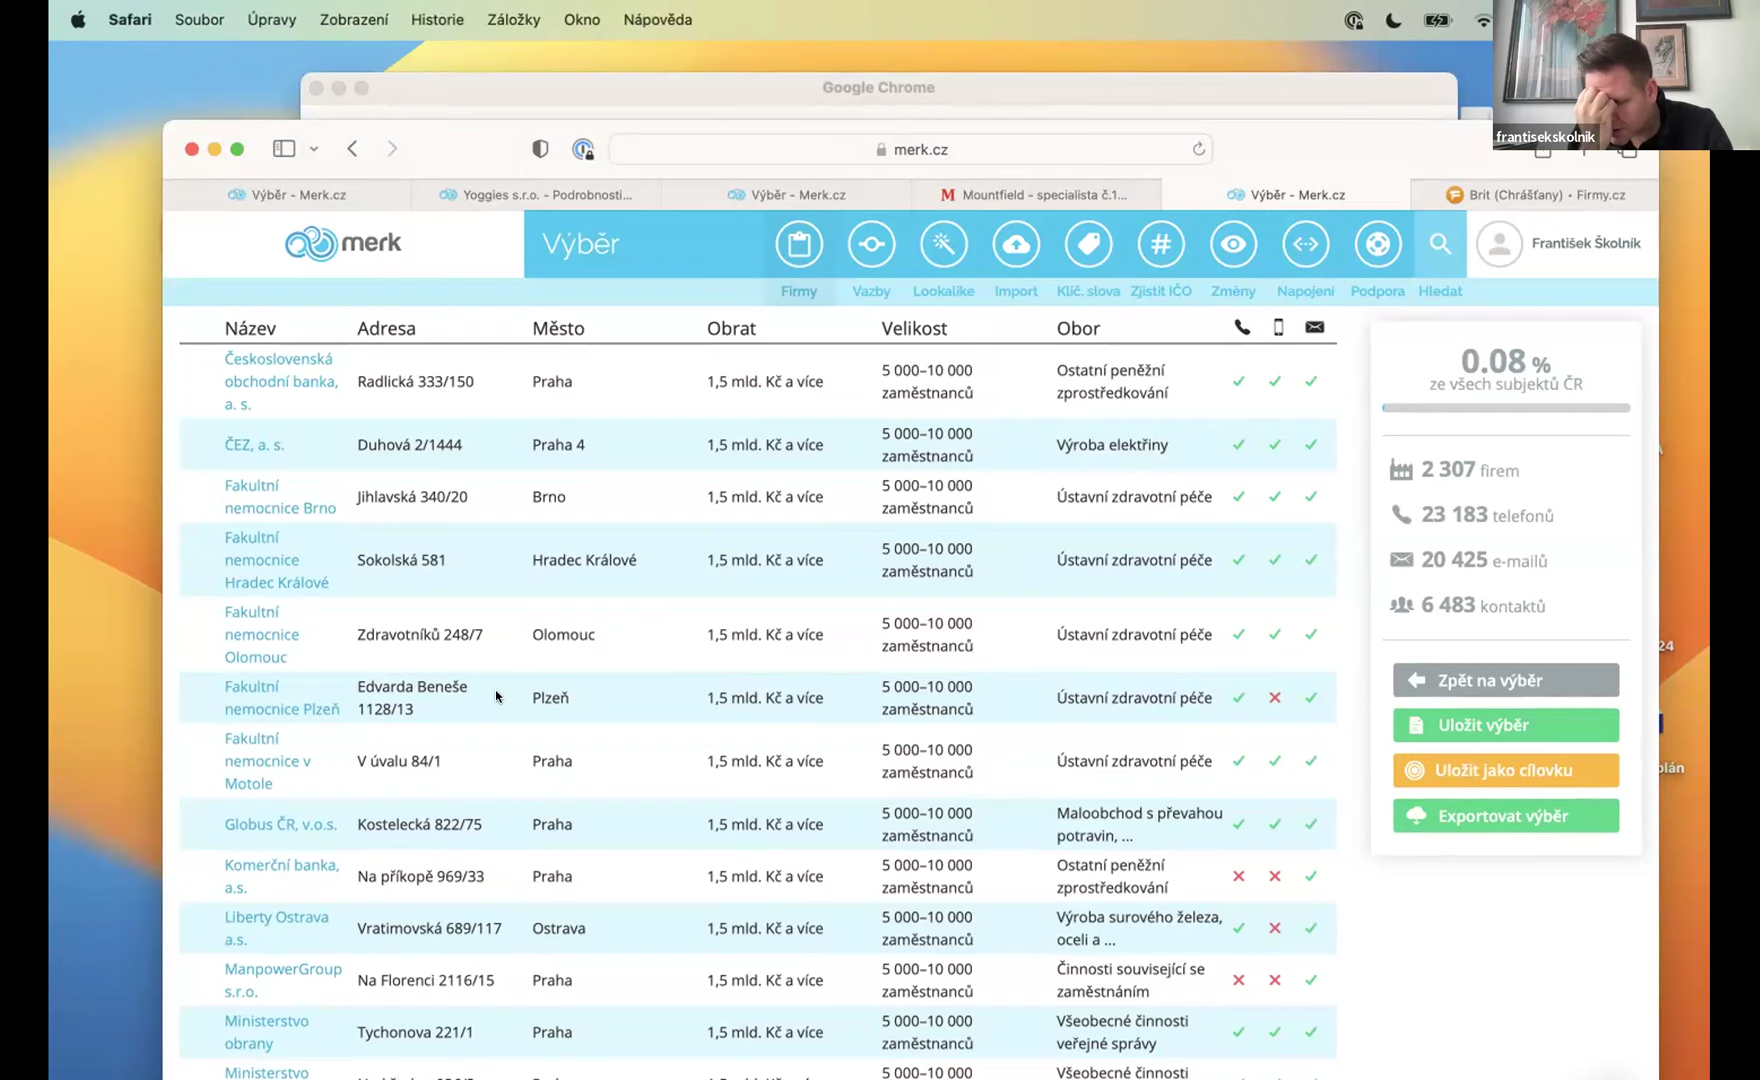 Safari Soubor Úpravy Zobrazení Historie Záložky Okno Nápověda
frantisekskolnik
Google Chrome
merk.cz
Výběr - Merk.cz
Yoggies s.r.o. - Podrobnosti...
Výběr - Merk.cz
Mountfield - specialista č.1...
Výběr - Merk.cz
Brit (Chrášťany) • Firmy.cz
merk
Výběr
František Školník
Firmy Vazby Lookalike Import Klíč. slova Zjistit IČO Změny Napojení Podpora Hledat
Název Adresa Město Obrat Velikost Obor
Československá
obchodní banka,
a. s.
Radlická 333/150
Praha
1,5 mld. Kč a více
5 000–10 000
zaměstnanců
Ostatní peněžní
zprostředkování
ČEZ, a. s.
Duhová 2/1444
Praha 4
1,5 mld. Kč a více
5 000–10 000
zaměstnanců
Výroba elektřiny
Fakultní
nemocnice Brno
Jihlavská 340/20
Brno
1,5 mld. Kč a více
5 000–10 000
zaměstnanců
Ústavní zdravotní péče
Fakultní
nemocnice
Hradec Králové
Sokolská 581
Hradec Králové
1,5 mld. Kč a více
5 000–10 000
zaměstnanců
Ústavní zdravotní péče
Fakultní
nemocnice
Olomouc
Zdravotníků 248/7
Olomouc
1,5 mld. Kč a více
5 000–10 000
zaměstnanců
Ústavní zdravotní péče
Fakultní
nemocnice Plzeň
Edvarda Beneše
1128/13
Plzeň
1,5 mld. Kč a více
5 000–10 000
zaměstnanců
Ústavní zdravotní péče
Fakultní
nemocnice v
Motole
V úvalu 84/1
Praha
1,5 mld. Kč a více
5 000–10 000
zaměstnanců
Ústavní zdravotní péče
Globus ČR, v.o.s.
Kostelecká 822/75
Praha
1,5 mld. Kč a více
5 000–10 000
zaměstnanců
Maloobchod s převahou
potravin, ...
Komerční banka,
a.s.
Na příkopě 969/33
Praha
1,5 mld. Kč a více
5 000–10 000
zaměstnanců
Ostatní peněžní
zprostředkování
Liberty Ostrava
a.s.
Vratimovská 689/117
Ostrava
1,5 mld. Kč a více
5 000–10 000
zaměstnanců
Výroba surového železa,
oceli a ...
ManpowerGroup
s.r.o.
Na Florenci 2116/15
Praha
1,5 mld. Kč a více
5 000–10 000
zaměstnanců
Činnosti související se
zaměstnáním
Ministerstvo
obrany
Tychonova 221/1
Praha
1,5 mld. Kč a více
5 000–10 000
zaměstnanců
Všeobecné činnosti
veřejné správy
Ministerstvo
5 000–10 000
Všeobecné činnosti
0.08 %
ze všech subjektů ČR
2 307 firem
23 183 telefonů
20 425 e-mailů
6 483 kontaktů
Zpět na výběr
Uložit výběr
Uložit jako cílovku
Exportovat výběr
24
plán